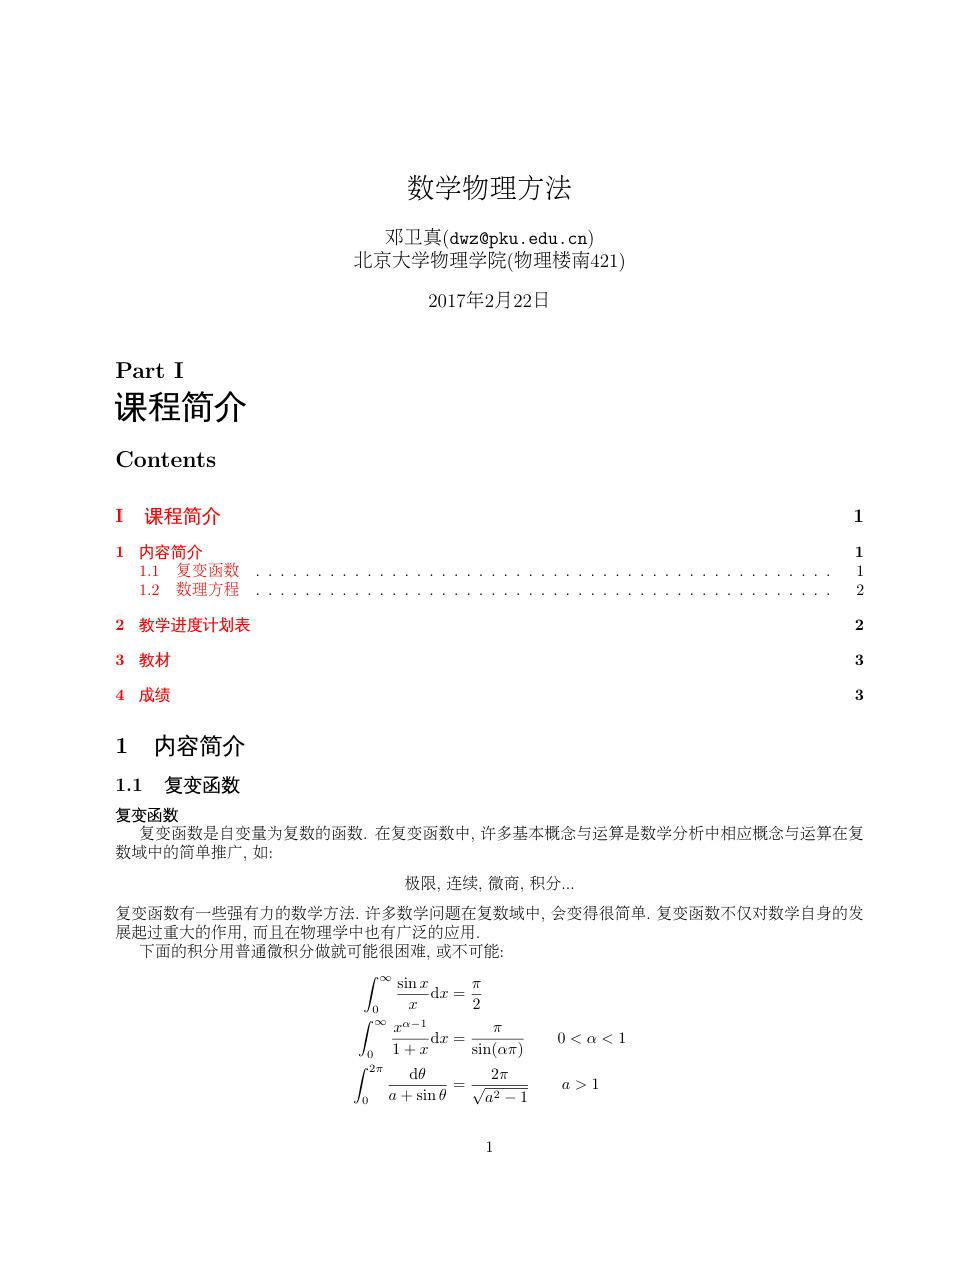 数学物理方法
邓卫真(dwz@pku.edu.cn)
北京大学物理学院(物理楼南421)
2017年2月22日
Part I
课程简介
Contents
I 课程简介 1
1 内容简介 1
1.1 复变函数 . . . . . . . . . . . . . . . . . . . . . . . . . . . . . . . . . . . . . . . . . . . . . . . 1
1.2 数理方程 . . . . . . . . . . . . . . . . . . . . . . . . . . . . . . . . . . . . . . . . . . . . . . . 2
2 教学进度计划表 2
3 教材 3
4 成绩 3
1 内容简介
1.1 复变函数
复变函数
复变函数是自变量为复数的函数. 在复变函数中, 许多基本概念与运算是数学分析中相应概念与运算在复
数域中的简单推广, 如:
极限, 连续, 微商, 积分...
复变函数有一些强有力的数学方法. 许多数学问题在复数域中, 会变得很简单. 复变函数不仅对数学自身的发
展起过重大的作用, 而且在物理学中也有广泛的应用.
下面的积分用普通微积分做就可能很困难, 或不可能:
∫_0^∞ \frac{sin x}{x} dx = \frac{π}{2}
∫_0^∞ \frac{x^{α−1}}{1 + x} dx = \frac{π}{sin(απ)} 0 < α < 1
∫_0^{2π} \frac{dθ}{a + sin θ} = \frac{2π}{\sqrt{a^2 − 1}} a > 1
1